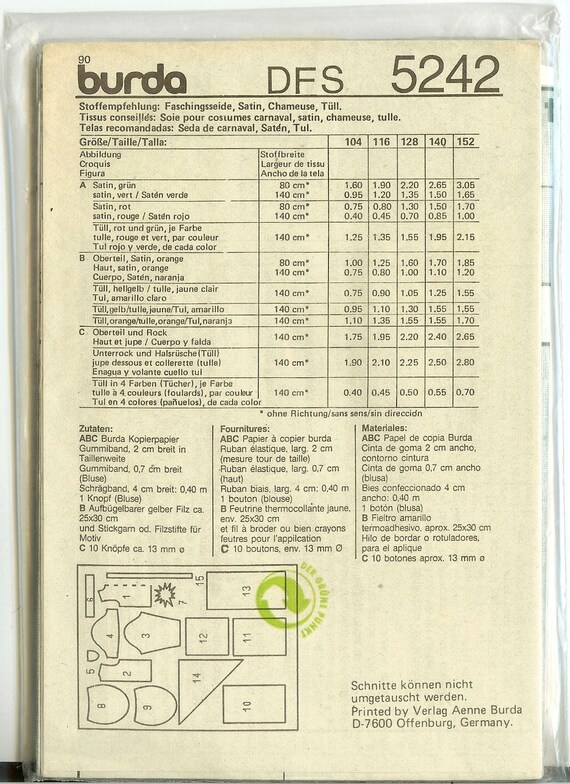 90
burda DFS 5242
Stoffempfehlung: Faschingsseide, Satin, Chameuse, Tüll.
Tissus conseillés: Soie pour cosumes carnaval, satin, chameuse, tulle.
Telas recomandadas: Seda de carnaval, Satén, Tul.
Größe/Taille/Talla: 104 116 128 140 152
Abbildung Stoffbreite
Croquis Largeur de tissu
Figura Ancho de la tela
A Satin, grün 80 cm* 1,60 1.90 2.20 2.65 3.05
satin, vert / Satén verde 140 cm* 0.95 1.20 1.35 1.50 1.65
Satin, rot 80 cm* 0.75 0.80 1.30 1.50 1.70
satin, rouge / Satén rojo 140 cm* 0.40 0.45 0.70 0.85 1.00
Tüll, rot und grün, je Farbe
tulle, rouge et vert, par couleur 140 cm* 1.25 1.35 1.55 1.95 2.15
Tul rojo y verde, de cada color
B Oberteil, Satin, orange 80 cm* 1.00 1.25 1.60 1.70 1.85
Haut, satin, orange 140 cm* 0.75 0.80 1.00 1.10 1.20
Cuerpo, Satén, naranja
Tüll, hellgelb / tulle, jaune clair 140 cm* 0.75 0.90 1.05 1.25 1.55
Tul, amarillo claro
Tüll,gelb/tulle,jaune/Tul, amarillo 140 cm* 0.95 1.10 1.30 1.55 1.55
Tüll,orange/tulle,orange/Tul,naranja 140 cm* 1.10 1.35 1.55 1.55 1.70
C Oberteil und Rock 140 cm* 1.75 1.95 2.20 2.40 2.65
Haut et jupe / Cuerpo y falda
Unterrock und Halsrüsche (Tüll)
jupe dessous et collerette (tulle) 140 cm* 1.90 2.25 2.25 2.50 2.80
Enagua y volante cuello tul
Tüll in 4 Farben (Tücher), je Farbe
tulle à 4 couleurs (foulards), par couleur 140 cm* 0.40 0.45 0.50 0.55 0.70
Tul en 4 colores (pañuelos), de cada color
* ohne Richtung/sans sens/sin dirección
Zutaten:
ABC Burda Kopierpapier
Gummiband, 2 cm breit in
Taillenweite
Gummiband, 0,7 cm breit
(Bluse)
Schrägband, 4 cm breit: 0,40 m
1 Knopf (Bluse)
B Aufbügelbarer gelber Filz ca.
25x30 cm
und Stickgarn od. Filzstifte für
Motiv
C 10 Knöpfe ca. 13 mm ø
Fournitures:
ABC Papier à copier burda
Ruban élastique, larg. 2 cm
(mesure tour de taille)
Ruban élastique, larg. 0,7 cm
(haut)
Ruban biais, larg. 4 cm: 0,40 m
1 bouton (blouse)
B Feutrine thermocollante jaune,
env. 25x30 cm
et fil à broder ou bien crayons
feutres pour l'appilcation
C 10 boutons, env. 13 mm Ø
Materiales:
ABC Papel de copia Burda
Cinta de goma 2 cm ancho,
contorno cintura
Cinta de goma 0,7 cm ancho
(blusa)
Bies confeccionado 4 cm
ancho: 0,40 m
1 botón (blusa)
B Fieltro amarillo
termoadhesivo, aprox. 25x30 cm
Hilo de bordar o rotuladores,
para el aplique
C 10 botones aprox. 13 mm
6 1 7 15 13
4 3 12 11
5 2 14
8 9 10
DER GRÜNE PUNKT
Schnitte können nicht
umgetauscht werden.
Printed by Verlag Aenne Burda
D-7600 Offenburg, Germany.